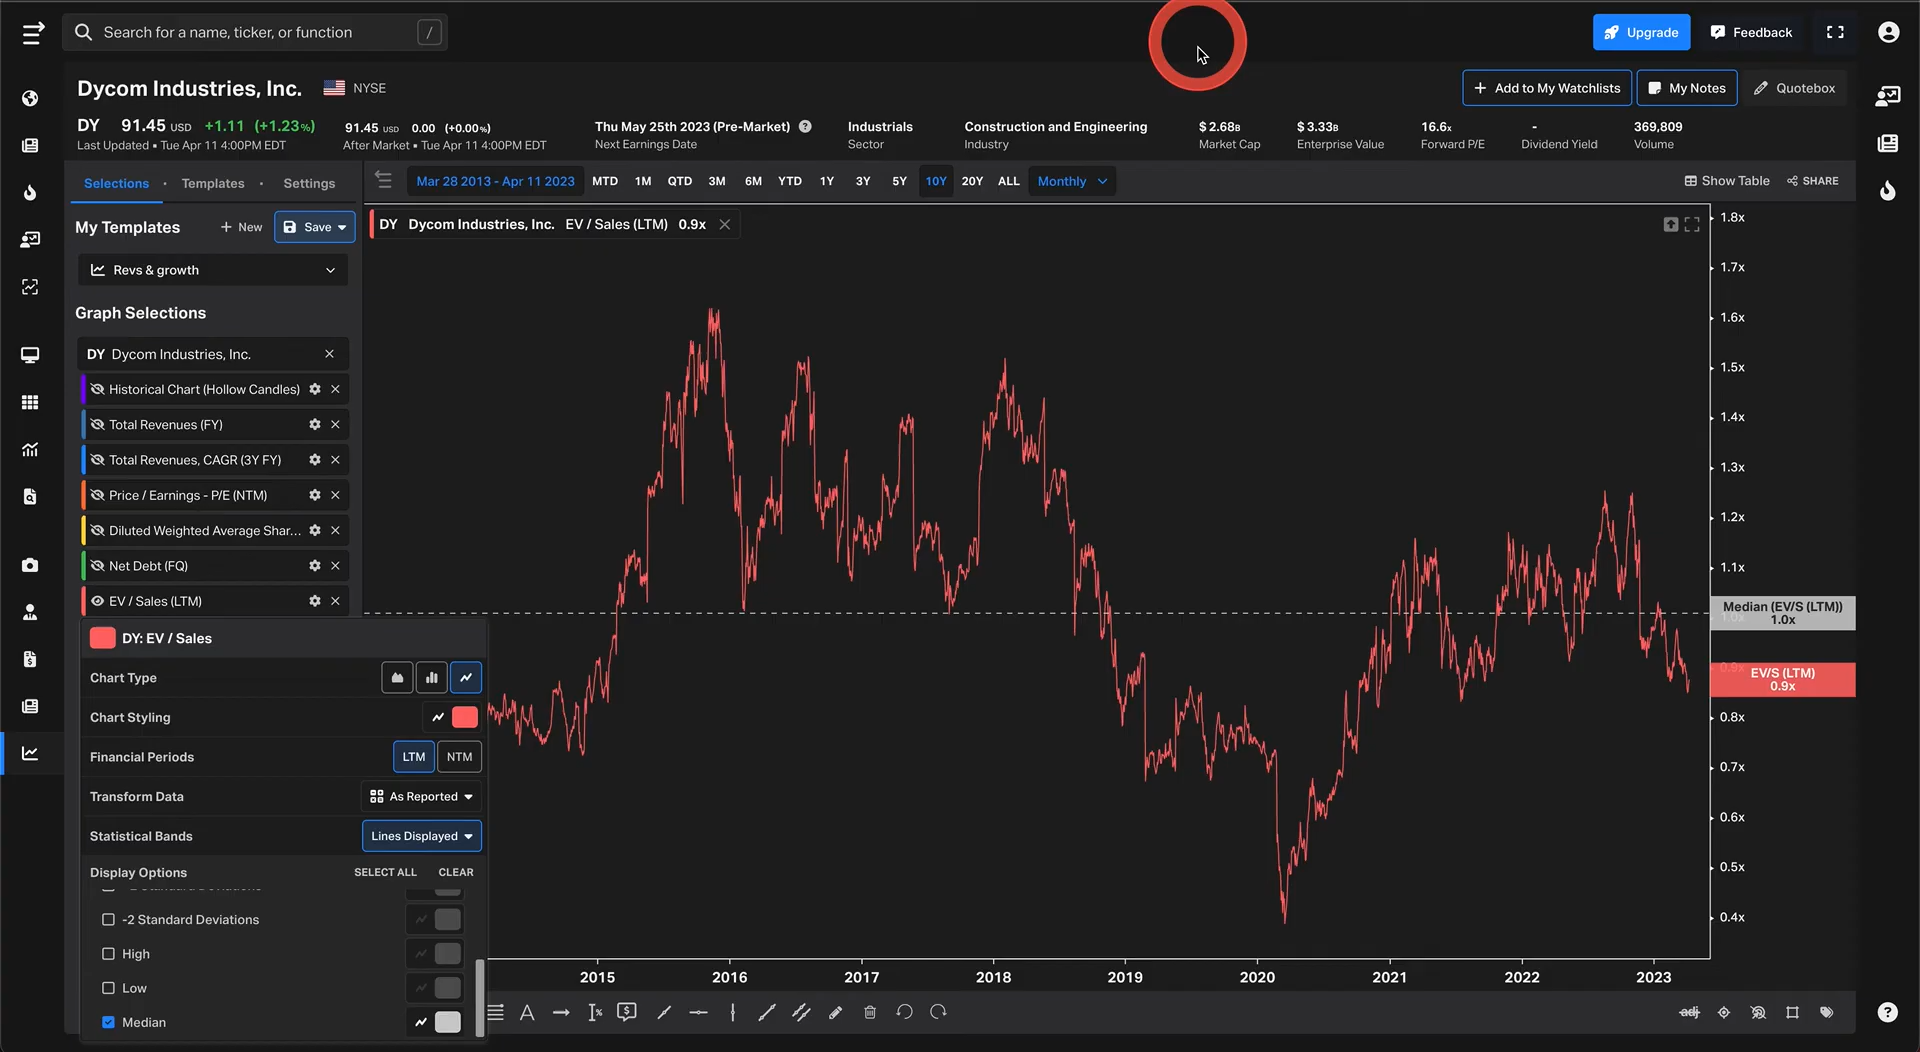 Search for a name, ticker, or function
/
Upgrade
Feedback
Dycom Industries, Inc.
NYSE
Add to My Watchlists
My Notes
Quotebox
DY 91.45 USD +1.11 (+1.23%)
Last Updated • Tue Apr 11 4:00PM EDT
91.45 USD 0.00 (+0.00%)
After Market • Tue Apr 11 4:00PM EDT
Thu May 25th 2023 (Pre-Market)
Next Earnings Date
Industrials
Sector
Construction and Engineering
Industry
$ 2.68B
Market Cap
$ 3.33B
Enterprise Value
16.6x
Forward P/E
-
Dividend Yield
369,809
Volume
Selections • Templates • Settings
Mar 28 2013 - Apr 11 2023 MTD 1M QTD 3M 6M YTD 1Y 3Y 5Y 10Y 20Y ALL Monthly
Show Table
SHARE
My Templates
+ New
Save
Revs & growth
Graph Selections
DY Dycom Industries, Inc.
Historical Chart (Hollow Candles)
Total Revenues (FY)
Total Revenues, CAGR (3Y FY)
Price / Earnings - P/E (NTM)
Diluted Weighted Average Shar...
Net Debt (FQ)
EV / Sales (LTM)
DY: EV / Sales
Chart Type
Chart Styling
Financial Periods LTM NTM
Transform Data As Reported
Statistical Bands Lines Displayed
Display Options SELECT ALL CLEAR
-2 Standard Deviations
High
Low
Median
DY Dycom Industries, Inc. EV / Sales (LTM) 0.9x
1.8x
1.7x
1.6x
1.5x
1.4x
1.3x
1.2x
1.1x
Median (EV/S (LTM))
1.0x
EV/S (LTM)
0.9x
0.8x
0.7x
0.6x
0.5x
0.4x
2015 2016 2017 2018 2019 2020 2021 2022 2023
A
adj
?